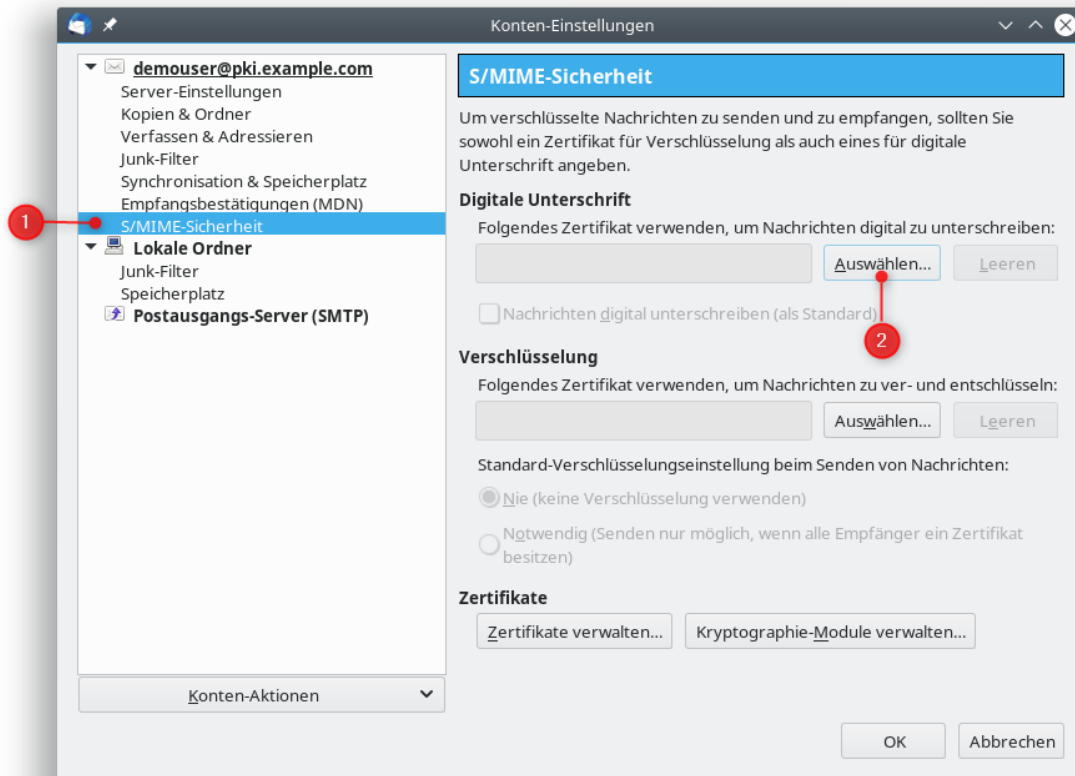 Konten-Einstellungen
demouser@pki.example.com
Server-Einstellungen
Kopien & Ordner
Verfassen & Adressieren
Junk-Filter
Synchronisation & Speicherplatz
Empfangsbestätigungen (MDN)
1
S/MIME-Sicherheit
Lokale Ordner
Junk-Filter
Speicherplatz
Postausgangs-Server (SMTP)
Konten-Aktionen
S/MIME-Sicherheit
Um verschlüsselte Nachrichten zu senden und zu empfangen, sollten Sie
sowohl ein Zertifikat für Verschlüsselung als auch eines für digitale
Unterschrift angeben.
Digitale Unterschrift
Folgendes Zertifikat verwenden, um Nachrichten digital zu unterschreiben:
Auswählen... Leeren
Nachrichten digital unterschreiben (als Standard)
2
Verschlüsselung
Folgendes Zertifikat verwenden, um Nachrichten zu ver- und entschlüsseln:
Auswählen... Leeren
Standard-Verschlüsselungseinstellung beim Senden von Nachrichten:
Nie (keine Verschlüsselung verwenden)
Notwendig (Senden nur möglich, wenn alle Empfänger ein Zertifikat
besitzen)
Zertifikate
Zertifikate verwalten... Kryptographie-Module verwalten...
OK Abbrechen